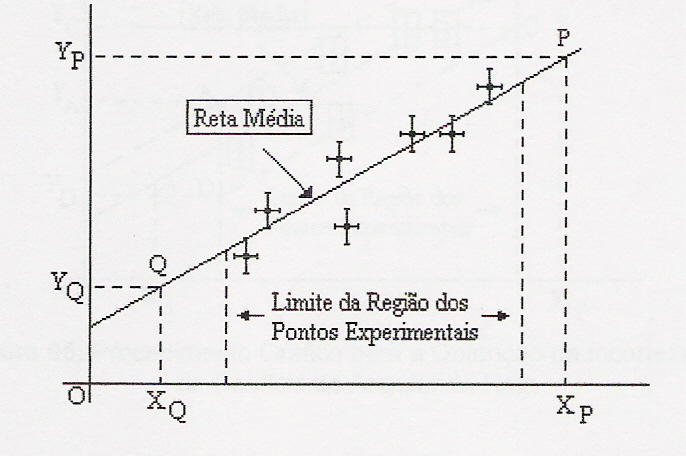 Y_P
P
Reta Média
Q
Y_Q
Limite da Região dos
Pontos Experimentais
O
X_Q
X_P